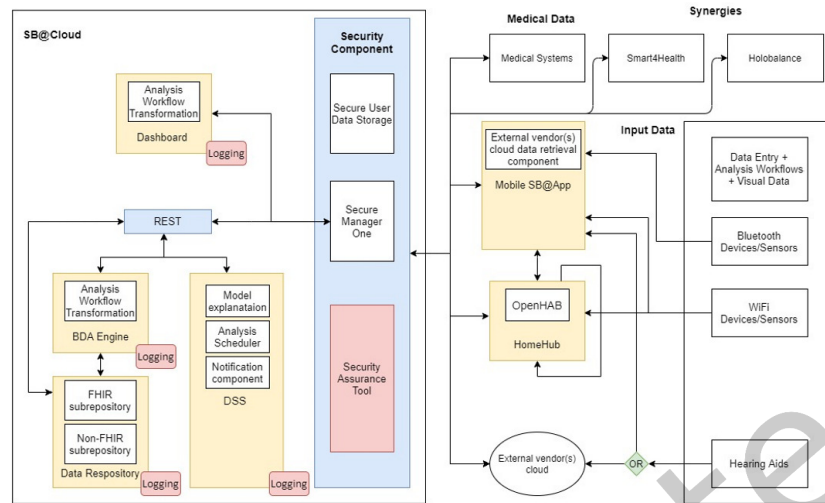 SB@Cloud
Security
Component
Analysis
Workflow
Transformation
Dashboard
Logging
Secure User
Data Storage
REST
Secure
Manager
One
Analysis
Workflow
Transformation
BDA Engine
Logging
Model
explanataion
Analysis
Scheduler
Notification
component
DSS
Logging
Security
Assurance
Tool
FHIR
subrepository
Non-FHIR
subrepository
Data Respository
Logging
Medical Data
Synergies
Medical Systems
Smart4Health
Holobalance
Input Data
External vendor(s)
cloud data retrieval
component
Mobile SB@App
Data Entry +
Analysis Workflows
+ Visual Data
Bluetooth
Devices/Sensors
OpenHAB
HomeHub
WiFi
Devices/Sensors
External vendor(s)
cloud
OR
Hearing Aids